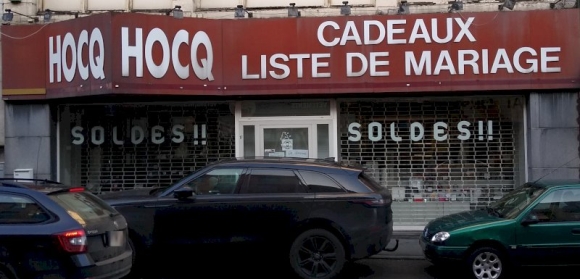 HOCQ HOCQ
CADEAUX
LISTE DE MARIAGE
SOLDES!!
SOLDES!!